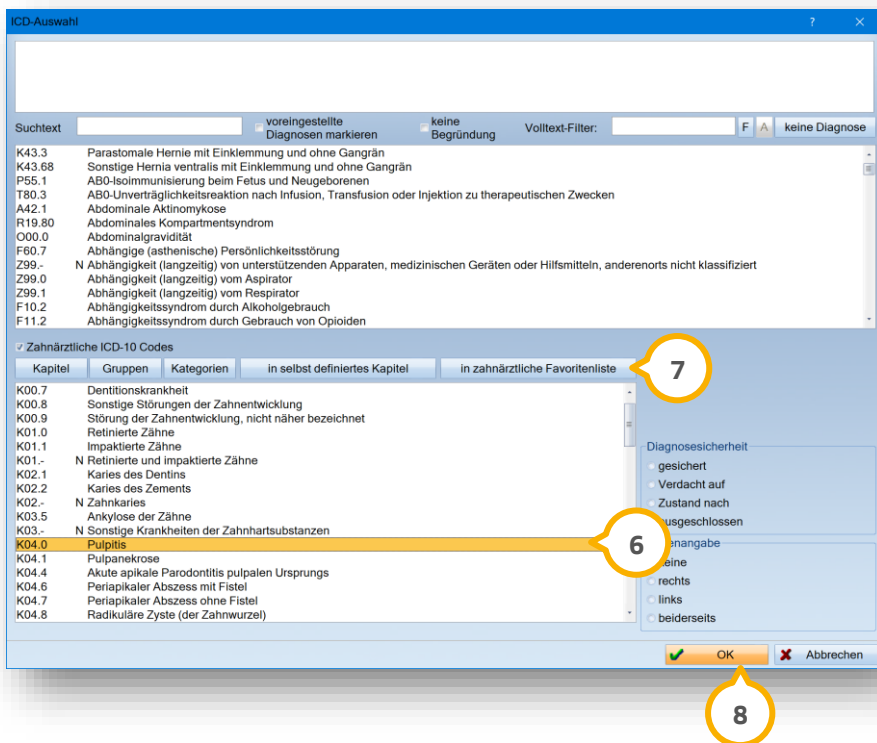 ICD-Auswahl ? ×
Suchtext voreingestellte Diagnosen markieren keine Begründung Volltext-Filter: F A keine Diagnose
K43.3 Parastomale Hernie mit Einklemmung und ohne Gangrän
K43.68 Sonstige Hernia ventralis mit Einklemmung und ohne Gangrän
P55.1 AB0-Isoimmunisierung beim Fetus und Neugeborenen
T80.3 AB0-Unverträglichkeitsreaktion nach Infusion, Transfusion oder Injektion zu therapeutischen Zwecken
A42.1 Abdominale Aktinomykose
R19.80 Abdominales Kompartmentsyndrom
O00.0 Abdominalgravidität
F60.7 Abhängige (asthenische) Persönlichkeitsstörung
Z99.- N Abhängigkeit (langzeitig) von unterstützenden Apparaten, medizinischen Geräten oder Hilfsmitteln, anderenorts nicht klassifiziert
Z99.0 Abhängigkeit (langzeitig) vom Aspirator
Z99.1 Abhängigkeit (langzeitig) vom Respirator
F10.2 Abhängigkeitssyndrom durch Alkoholgebrauch
F11.2 Abhängigkeitssyndrom durch Gebrauch von Opioiden
Zahnärztliche ICD-10 Codes
Kapitel Gruppen Kategorien in selbst definiertes Kapitel in zahnärztliche Favoritenliste 7
K00.7 Dentitionskrankheit
K00.8 Sonstige Störungen der Zahnentwicklung
K00.9 Störung der Zahnentwicklung, nicht näher bezeichnet
K01.0 Retinierte Zähne
K01.1 Impaktierte Zähne
K01.- N Retinierte und impaktierte Zähne
K02.1 Karies des Dentins
K02.2 Karies des Zements
K02.- N Zahnkaries
K03.5 Ankylose der Zähne
K03.- N Sonstige Krankheiten der Zahnhartsubstanzen
K04.0 Pulpitis 6
K04.1 Pulpanekrose
K04.4 Akute apikale Parodontitis pulpalen Ursprungs
K04.6 Periapikaler Abszess mit Fistel
K04.7 Periapikaler Abszess ohne Fistel
K04.8 Radikuläre Zyste (der Zahnwurzel)
Diagnosesicherheit
gesichert
Verdacht auf
Zustand nach
ausgeschlossen
enangabe
keine
rechts
links
beiderseits
OK Abbrechen
8